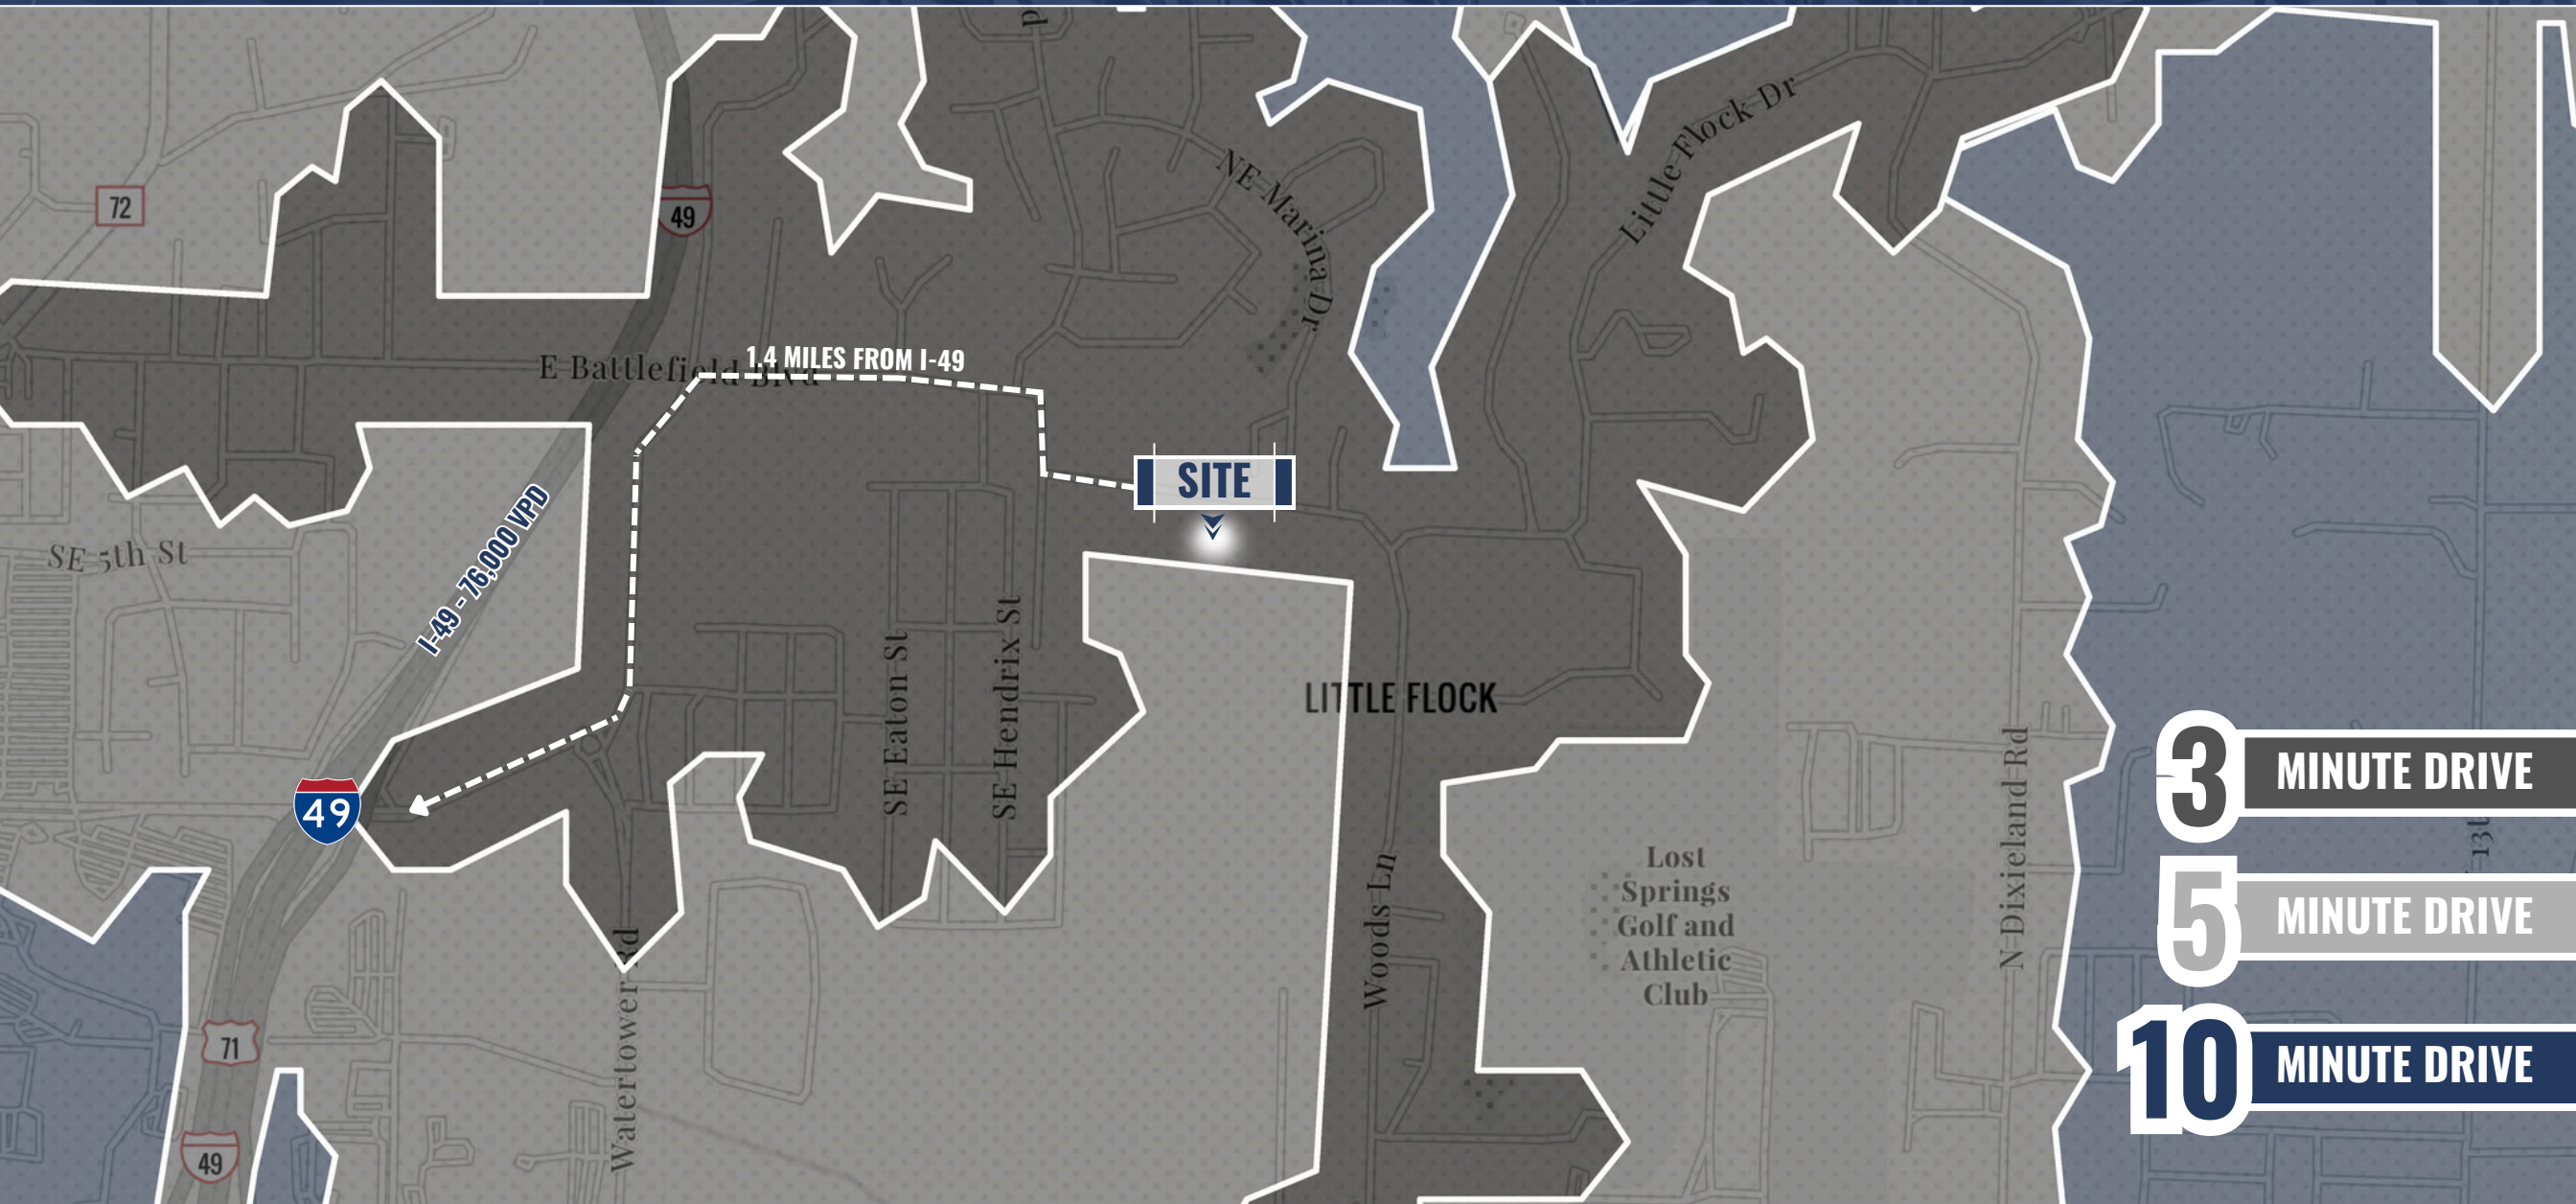 72
49
NE Marina Dr
Little Flock Dr
E Battlefield Blvd
1.4 MILES FROM I-49
SITE
I-49 - 76,000 VPD
SE 5th St
SE Eaton St
SE Hendrix St
LITTLE FLOCK
49
Woods Ln
Lost
Springs
Golf and
Athletic
Club
N Dixieland Rd
Watertower Rd
71
49
3 MINUTE DRIVE
5 MINUTE DRIVE
10 MINUTE DRIVE